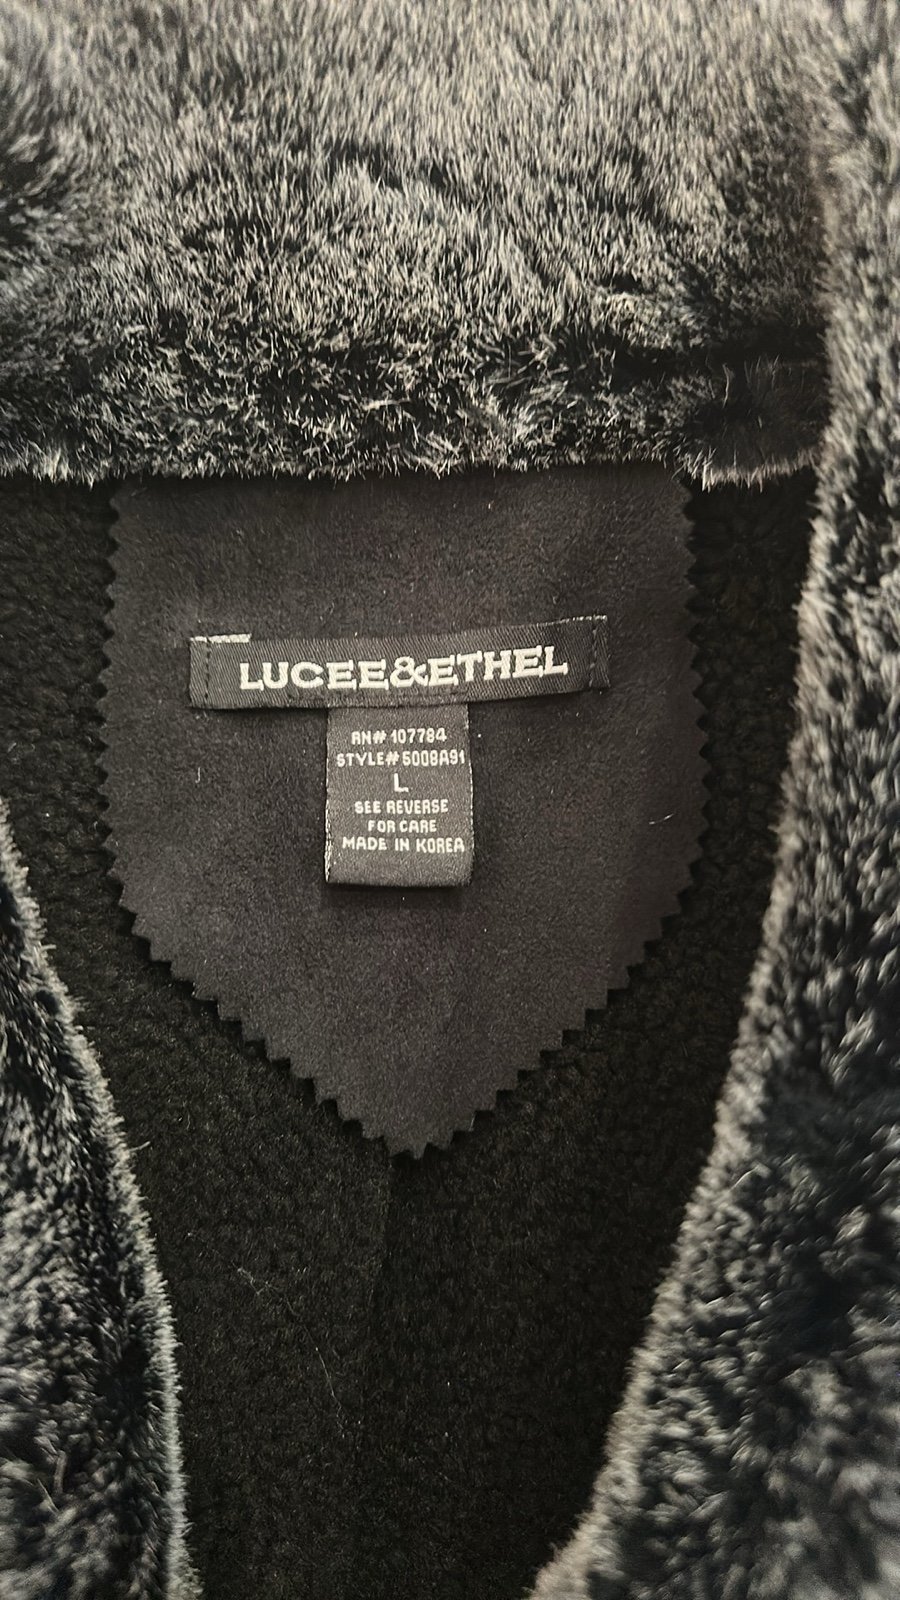 LUCEE&ETHEL
RN# 107784
STYLE# 5008A91
L
SEE REVERSE
FOR CARE
MADE IN KOREA